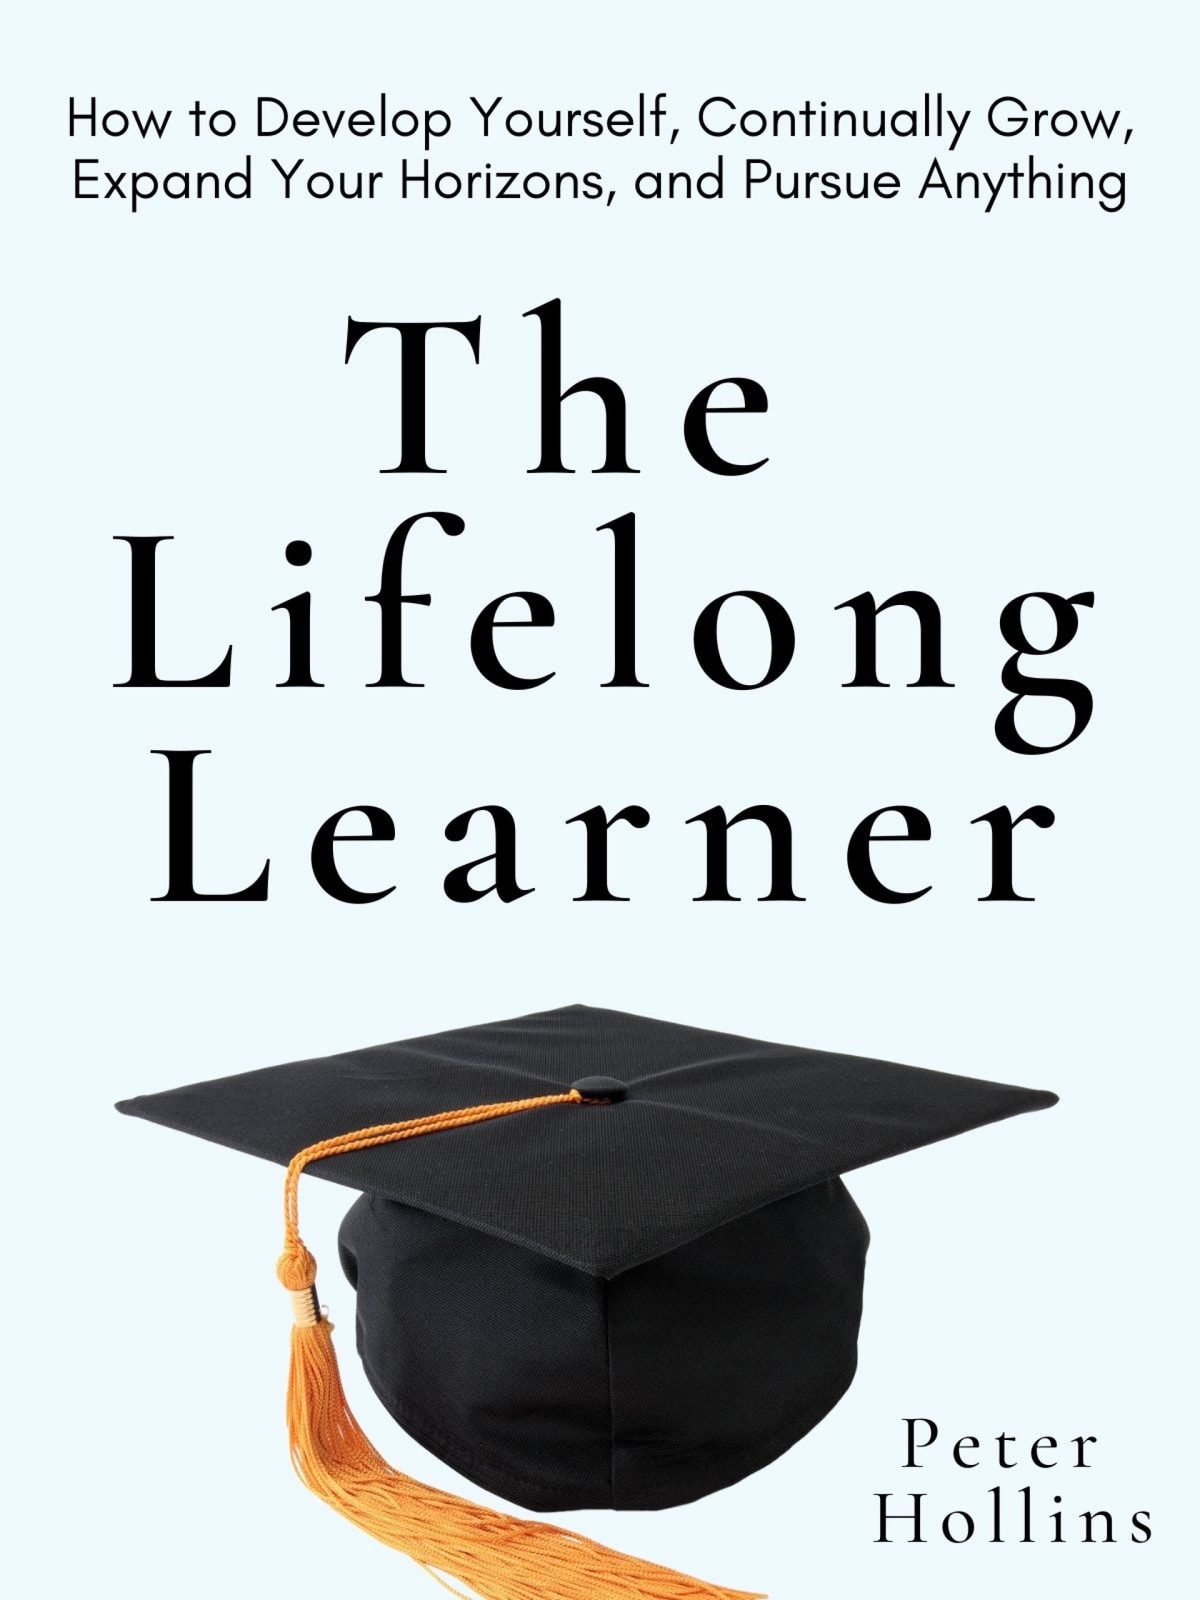 How to Develop Yourself, Continually Grow,
Expand Your Horizons, and Pursue Anything
The
Lifelong
Learner
Peter
Hollins